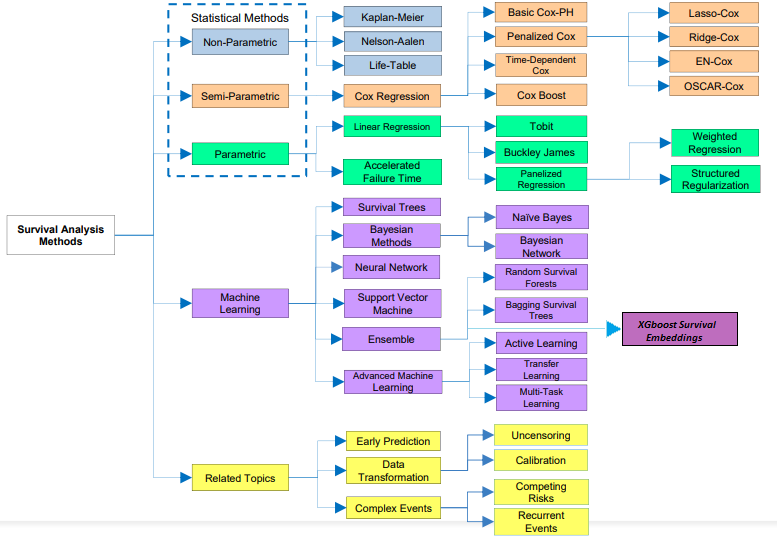 Statistical Methods
Non-Parametric
Kaplan-Meier
Nelson-Aalen
Life-Table
Semi-Parametric
Cox Regression
Basic Cox-PH
Penalized Cox
Time-Dependent
Cox
Cox Boost
Lasso-Cox
Ridge-Cox
EN-Cox
OSCAR-Cox
Parametric
Linear Regression
Accelerated
Failure Time
Tobit
Buckley James
Panelized
Regression
Weighted
Regression
Structured
Regularization
Survival Analysis
Methods
Machine
Learning
Survival Trees
Bayesian
Methods
Neural Network
Support Vector
Machine
Ensemble
Advanced Machine
Learning
Naïve Bayes
Bayesian
Network
Random Survival
Forests
Bagging Survival
Trees
XGboost Survival
Embeddings
Active Learning
Transfer
Learning
Multi-Task
Learning
Related Topics
Early Prediction
Data
Transformation
Complex Events
Uncensoring
Calibration
Competing
Risks
Recurrent
Events